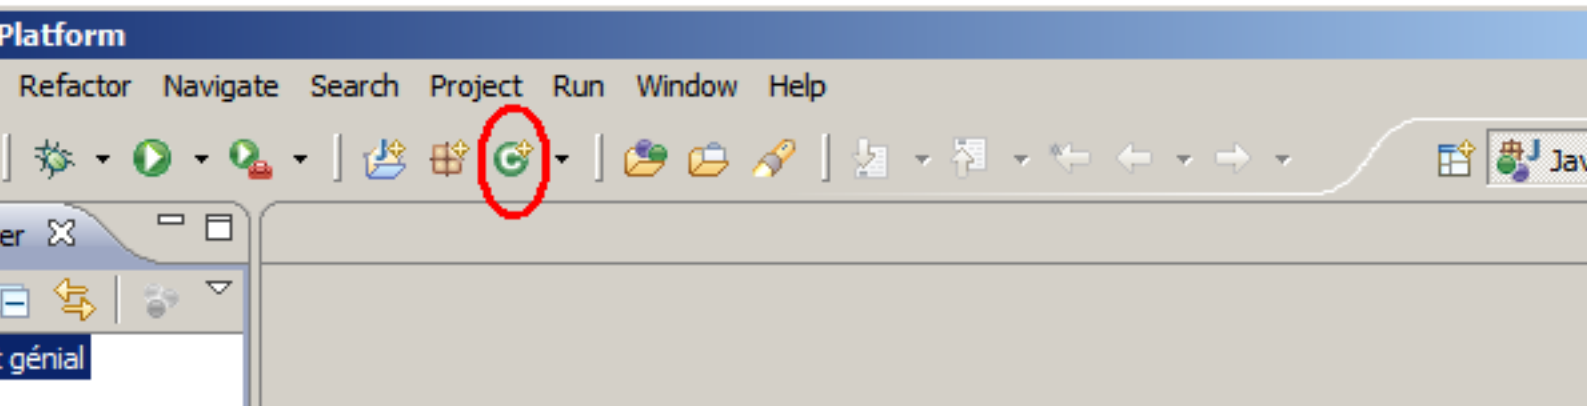 Platform
Refactor Navigate Search Project Run Window Help
Jav
er
génial